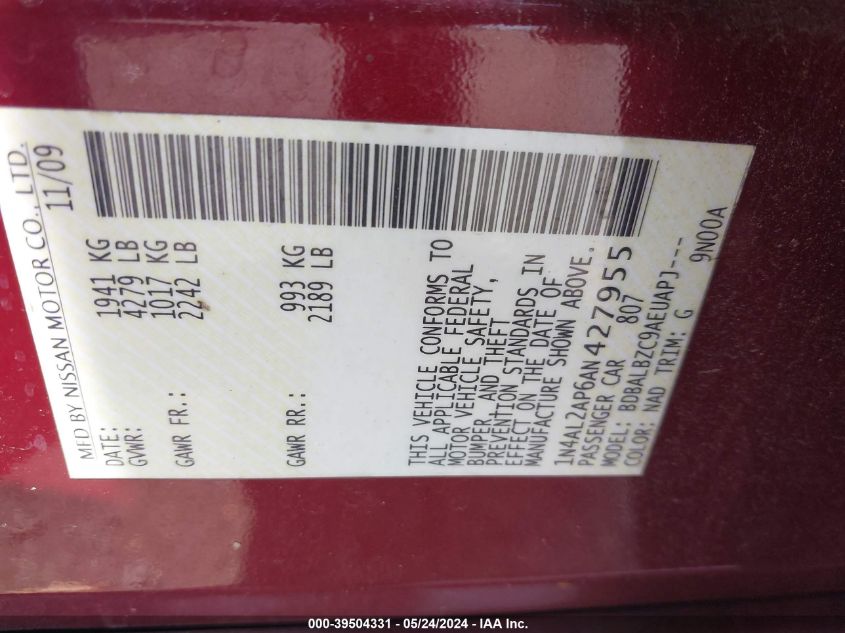 MFD BY NISSAN MOTOR CO., LTD.
DATE: 11/09
GVWR: 1941 KG
4279 LB
GAWR FR.: 1017 KG
2242 LB
GAWR RR.: 993 KG
2189 LB
THIS VEHICLE CONFORMS TO
ALL APPLICABLE FEDERAL
MOTOR VEHICLE SAFETY,
BUMPER, AND THEFT
PREVENTION STANDARDS IN
EFFECT ON THE DATE OF
MANUFACTURE SHOWN ABOVE.
1N4AL2AP6AN427955
PASSENGER CAR 807
MODEL: BDBALBZC9AEUAPJ---
COLOR: NAD TRIM: G 9N00A
000-39504331 - 05/24/2024 - IAA Inc.